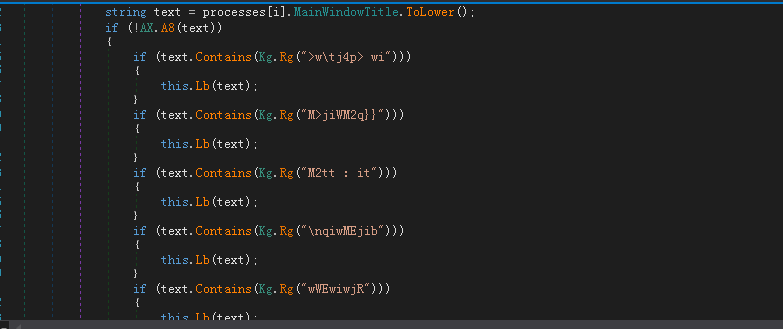 string text = processes[i].MainWindowTitle.ToLower();
if (!AX.A8(text))
{
if (text.Contains(Kg.Rg(">w\tj4p> wi")))
{
this.Lb(text);
}
if (text.Contains(Kg.Rg("M>jiWM2q}}")))
{
this.Lb(text);
}
if (text.Contains(Kg.Rg("M2tt : it")))
{
this.Lb(text);
}
if (text.Contains(Kg.Rg("\nqiwMEjib")))
{
this.Lb(text);
}
if (text.Contains(Kg.Rg("wWEwiwjR")))
{
this.Lb(text);